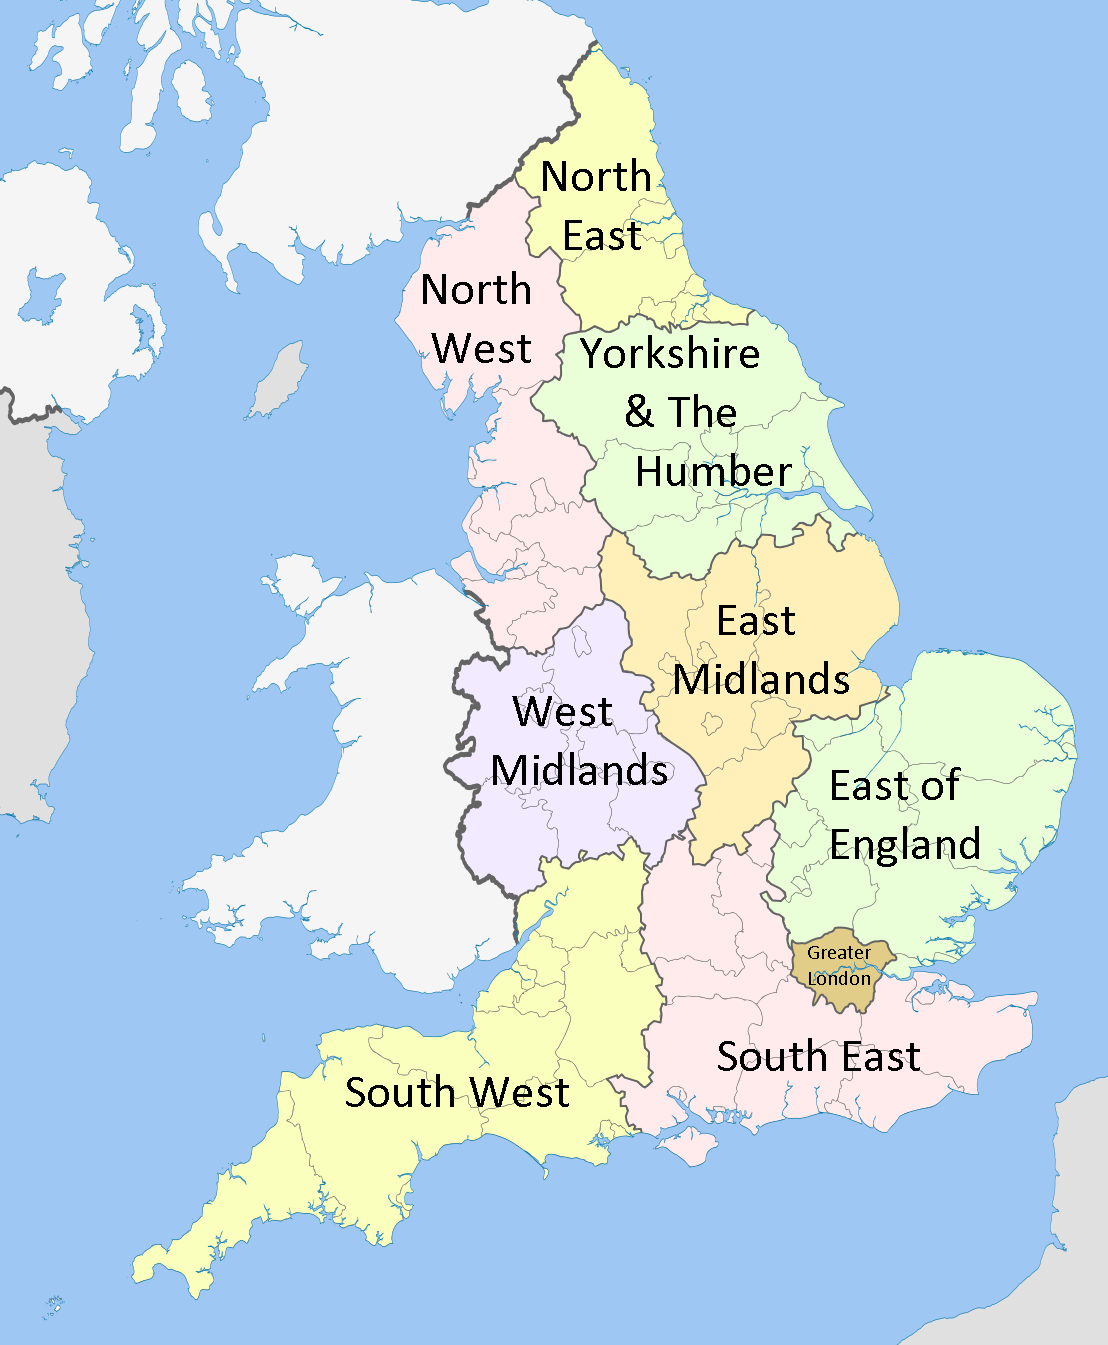 North
East
North
West
Yorkshire
& The
Humber
East
Midlands
West
Midlands
East of
England
Greater
London
South East
South West